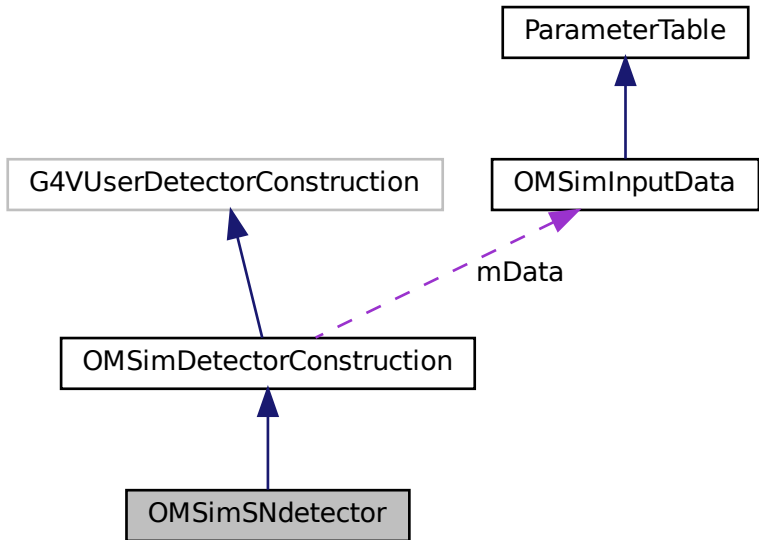 ParameterTable
G4VUserDetectorConstruction
OMSimInputData
mData
OMSimDetectorConstruction
OMSimSNdetector